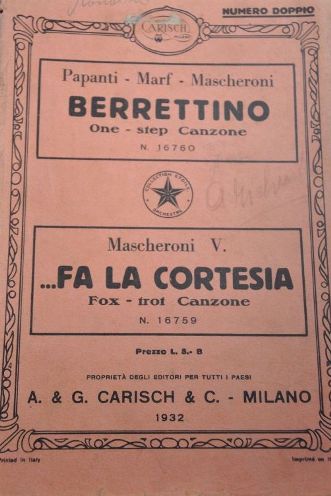 NUMERO DOPPIO
CARISCH
Papanti - Marf - Mascheroni
BERRETTINO
One - step Canzone
N. 16760
COLLECTION ETOILE
ORCHESTRE
Mascheroni V.
...FA LA CORTESIA
Fox - trot Canzone
N. 16759
Prezzo L. 5.- B
PROPRIETÀ DEGLI EDITORI PER TUTTI I PAESI
A. & G. CARISCH & C. - MILANO
1932
Printed in Italy
Imprimé en